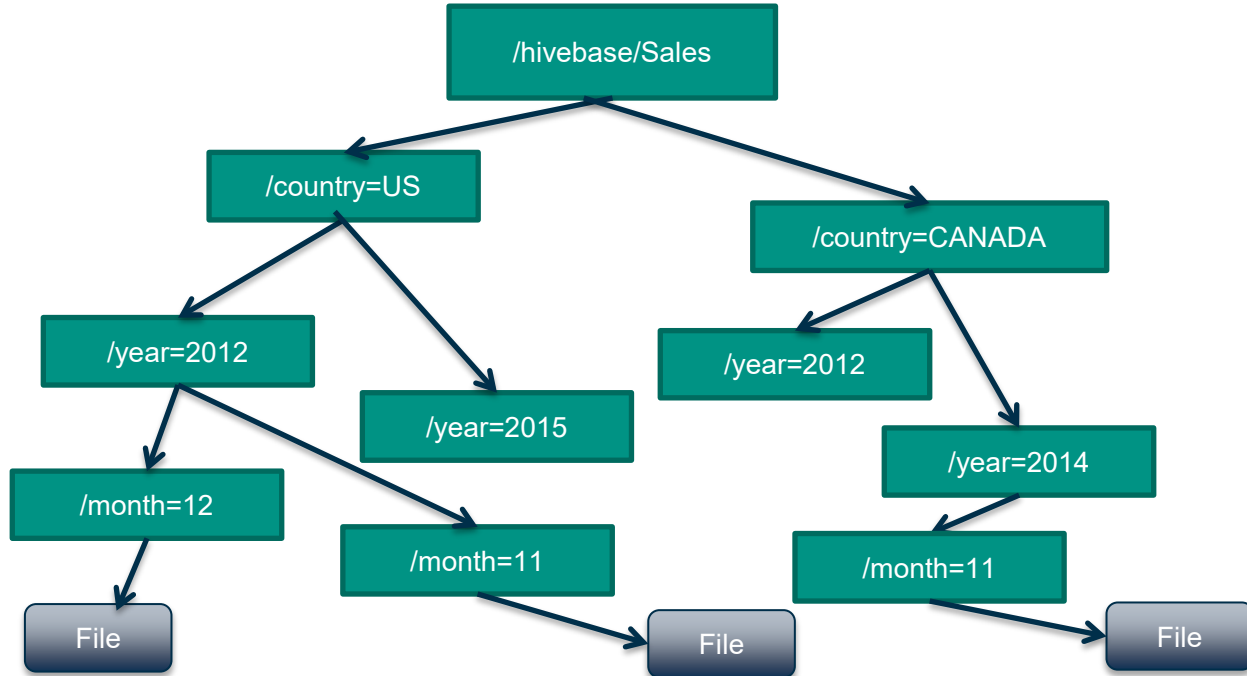 /hivebase/Sales
/country=US
/country=CANADA
/year=2012
/year=2012
/year=2015
/year=2014
/month=12
/month=11
/month=11
File
File
File